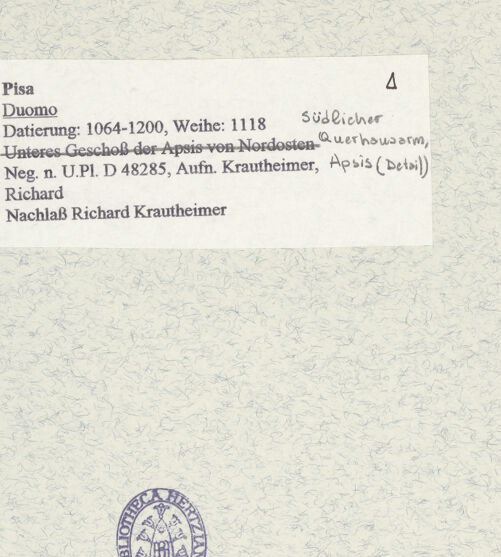 Pisa
Duomo
Datierung: 1064-1200, Weihe: 1118
Unteres Geschoß der Apsis von Nordosten
Neg. n. U.Pl. D 48285, Aufn. Krautheimer,
Richard
Nachlaß Richard Krautheimer
Δ
Südlicher
Querhausarm,
Apsis (Detail)
BIBLIOTHECA HERTZIAN